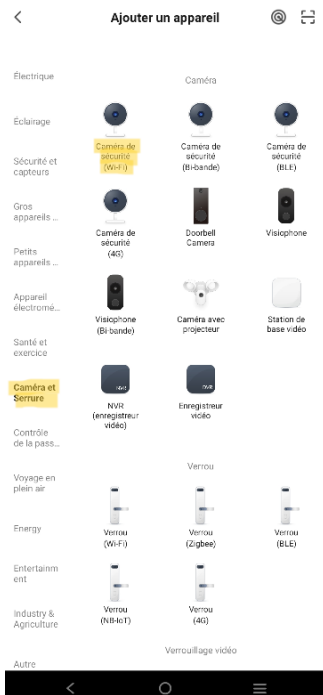 Ajouter un appareil
Électrique
Éclairage
Sécurité et
capteurs
Gros
appareils ...
Petits
appareils ...
Appareil
électromé...
Santé et
exercice
Caméra et
Serrure
Contrôle
de la pass...
Voyage en
plein air
Energy
Entertainm
ent
Industry &
Agriculture
Autre
Caméra
Caméra de
sécurité
(Wi-Fi)
Caméra de
sécurité
(Bi-bande)
Caméra de
sécurité
(BLE)
Caméra de
sécurité
(4G)
Doorbell
Camera
Visiophone
Visiophone
(Bi-bande)
Caméra avec
projecteur
Station de
base vidéo
NVR
NVR
(enregistreur
vidéo)
NVR
Enregistreur
vidéo
Verrou
Verrou
(Wi-Fi)
Verrou
(Zigbee)
Verrou
(BLE)
Verrou
(NB-IoT)
Verrou
(4G)
Verrouillage vidéo